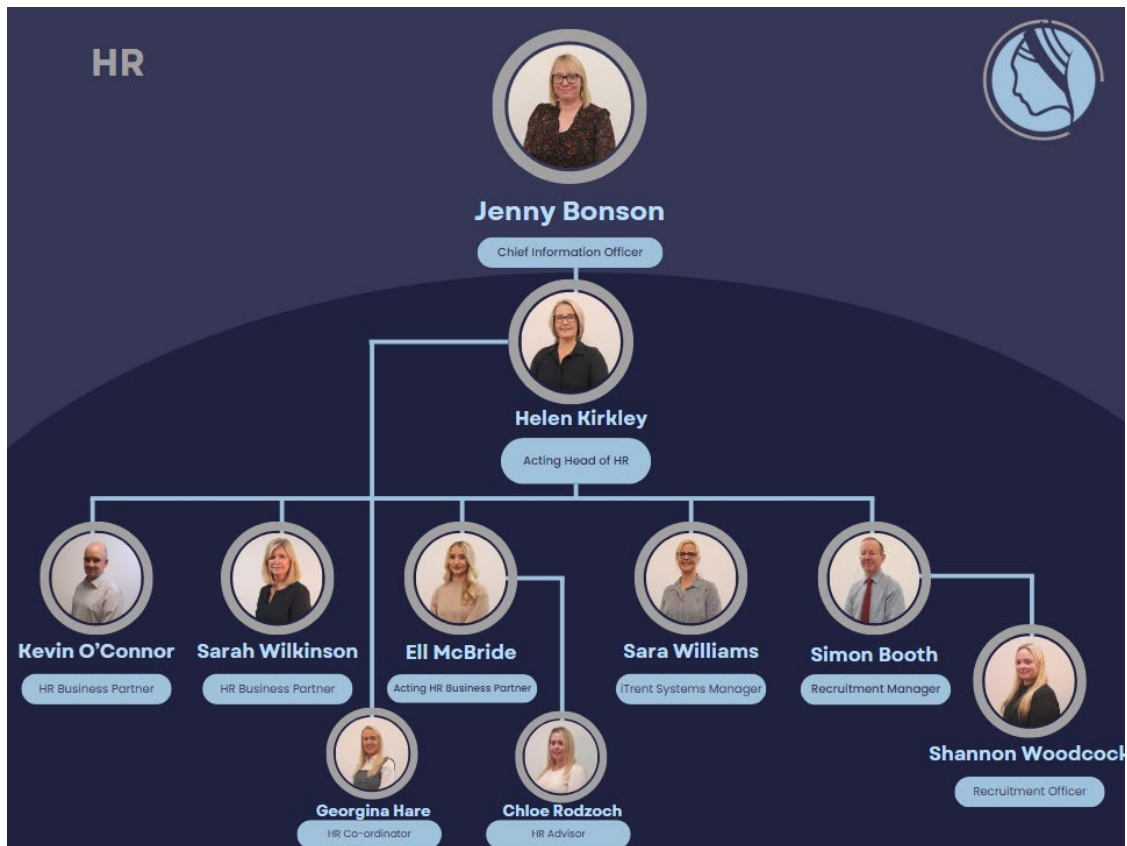 HR
Jenny Bonson
Chief Information Officer
Helen Kirkley
Acting Head of HR
Kevin O'Connor
HR Business Partner
Sarah Wilkinson
HR Business Partner
Ell McBride
Acting HR Business Partner
Sara Williams
iTrent Systems Manager
Simon Booth
Recruitment Manager
Shannon Woodcock
Recruitment Officer
Georgina Hare
HR Co-ordinator
Chloe Rodzoch
HR Advisor